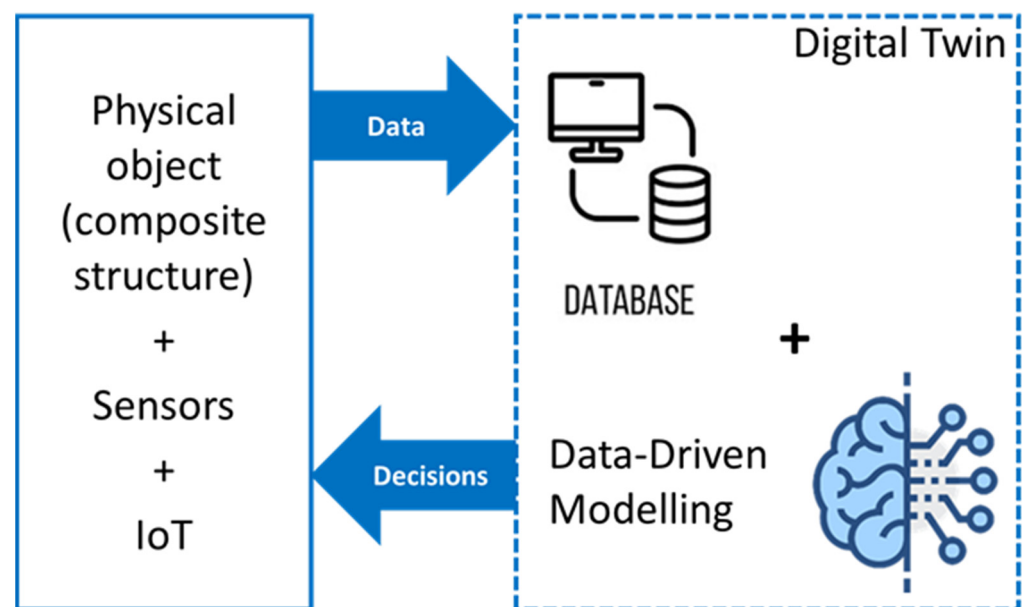 Physical
object
(composite
structure)
+
Sensors
+
IoT
Data
Decisions
Digital Twin
DATABASE
+
Data-Driven
Modelling